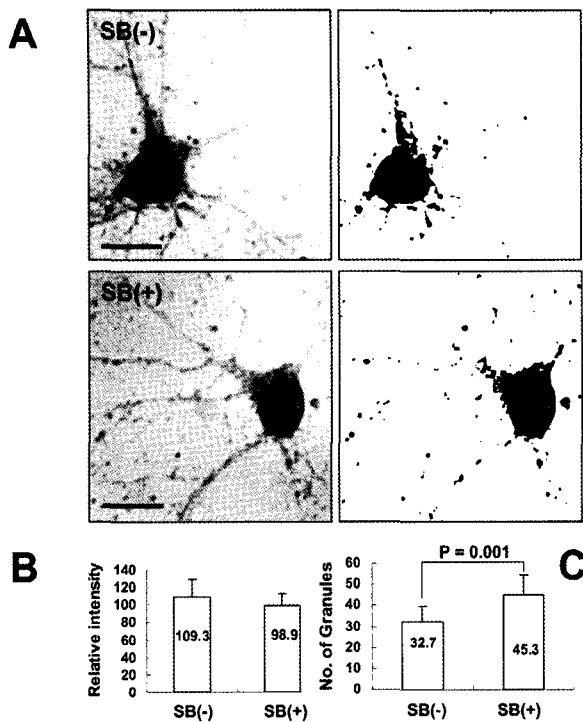 A
SB(-)
SB(+)
B
Relative intensity
140
120
100
80
60
40
20
0
109.3
98.9
SB(-)
SB(+)
C
P = 0.001
No. of Granules
60
50
40
30
20
10
0
32.7
45.3
SB(-)
SB(+)